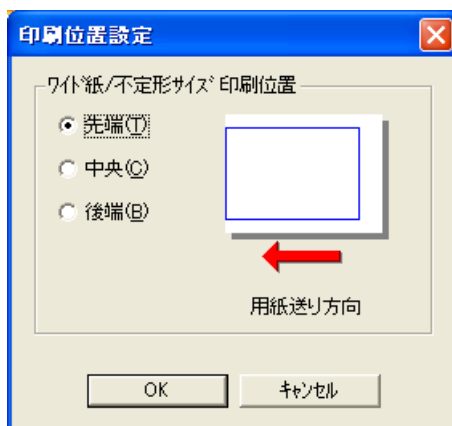 印刷位置設定
ﾜｲﾄﾞ紙/不定形ｻｲｽﾞ印刷位置
先端(T)
中央(C)
後端(B)
用紙送り方向
OK
ｷｬﾝｾﾙ